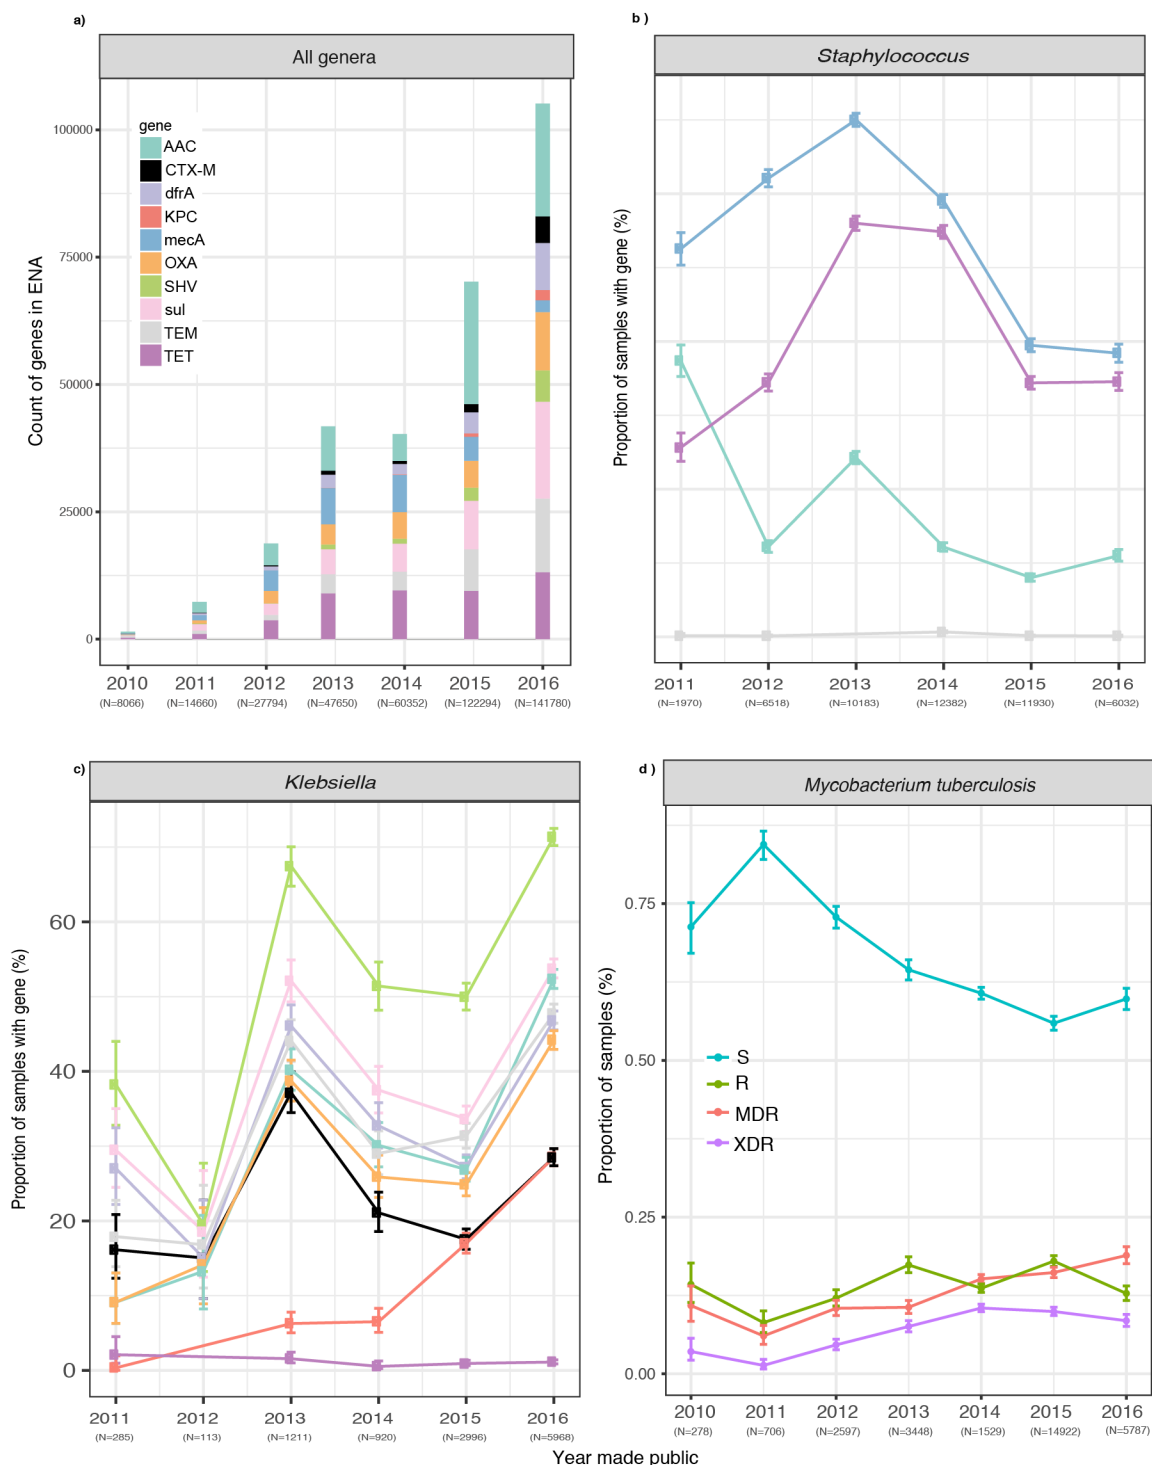 a)
All genera
Count of genes in ENA
100000
75000
50000
25000
0
gene
AAC
CTX-M
dfrA
KPC
mecA
OXA
SHV
sul
TEM
TET
2010 2011 2012 2013 2014 2015 2016
(N=8066) (N=14660) (N=27794) (N=47650) (N=60352) (N=122294) (N=141780)
b )
Staphylococcus
Proportion of samples with gene (%)
2011 2012 2013 2014 2015 2016
(N=1970) (N=6518) (N=10183) (N=12382) (N=11930) (N=6032)
c)
Klebsiella
Proportion of samples with gene (%)
60
40
20
0
2011 2012 2013 2014 2015 2016
(N=285) (N=113) (N=1211) (N=920) (N=2996) (N=5968)
d )
Mycobacterium tuberculosis
Proportion of samples (%)
0.75
0.50
0.25
0.00
S
R
MDR
XDR
2010 2011 2012 2013 2014 2015 2016
(N=278) (N=706) (N=2597) (N=3448) (N=1529) (N=14922) (N=5787)
Year made public